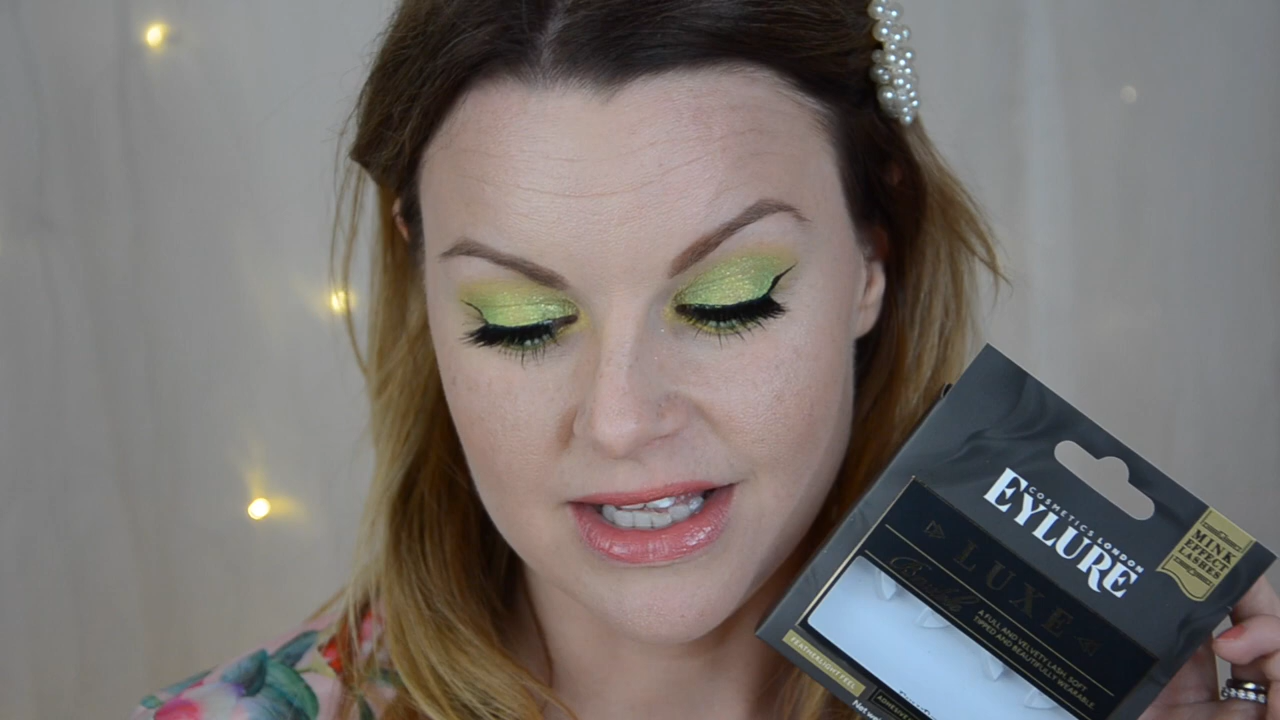 COSMETICS LONDON
EYLURE
MINK
EFFECT
LASHES
LUXE
A FULL AND VELVETY LASH, SOFT
TIPPED AND BEAUTIFULLY WEARABLE.
FEATHERLIGHT FEEL